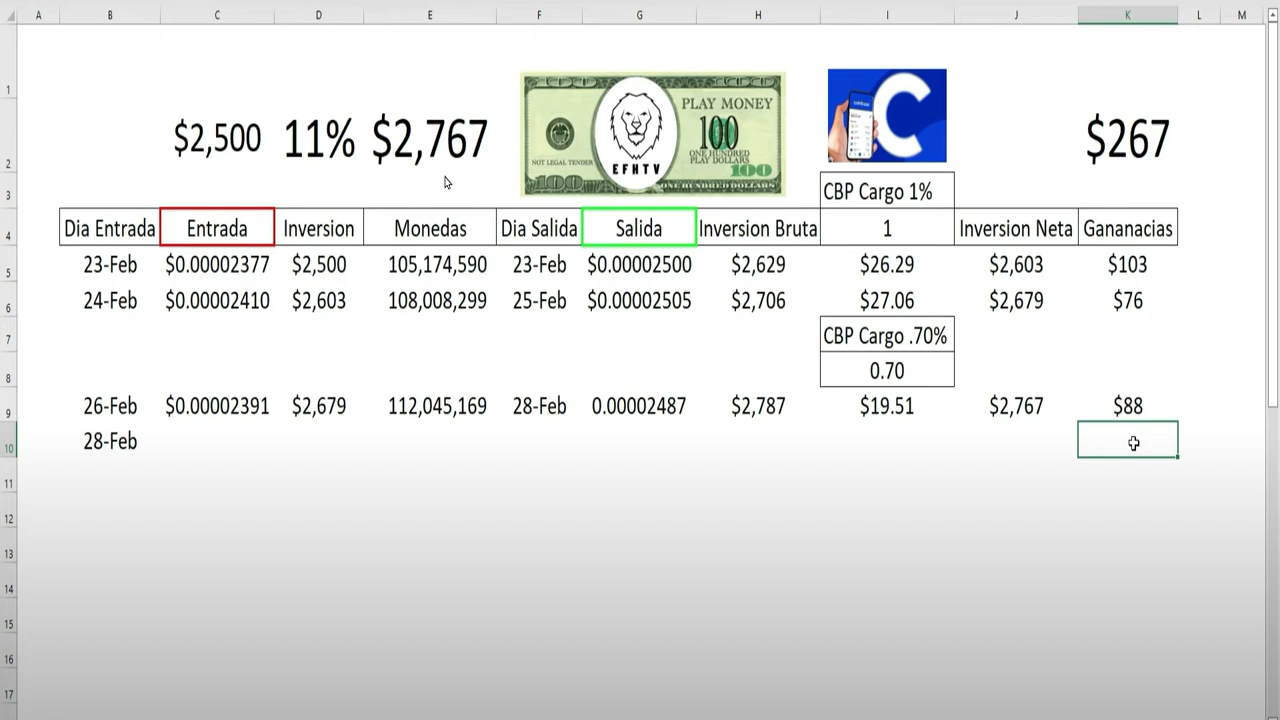 A B C D E F G H I J K L M
1
PLAY MONEY
100
ONE HUNDRED
PLAY DOLLARS
NOT LEGAL TENDER
EFHTV
100
100
ONE HUNDRED DOLLARS
2 $2,500 11% $2,767 $267
3 CBP Cargo 1%
4 Dia Entrada Entrada Inversion Monedas Dia Salida Salida Inversion Bruta 1 Inversion Neta Gananacias
5 23-Feb $0.00002377 $2,500 105,174,590 23-Feb $0.00002500 $2,629 $26.29 $2,603 $103
6 24-Feb $0.00002410 $2,603 108,008,299 25-Feb $0.00002505 $2,706 $27.06 $2,679 $76
7 CBP Cargo .70%
8 0.70
9 26-Feb $0.00002391 $2,679 112,045,169 28-Feb 0.00002487 $2,787 $19.51 $2,767 $88
10 28-Feb
11
12
13
14
15
16
17